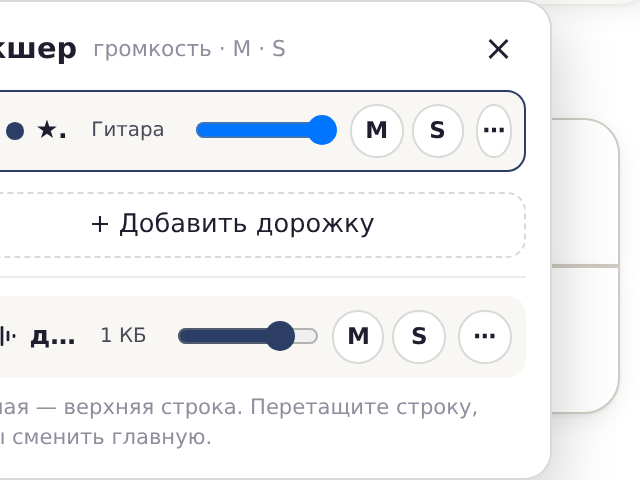 кшер громкость · M · S ×
★. Гитара M S ···
+ Добавить дорожку
д... 1 КБ M S ···
ная — верхняя строка. Перетащите строку,
ы сменить главную.